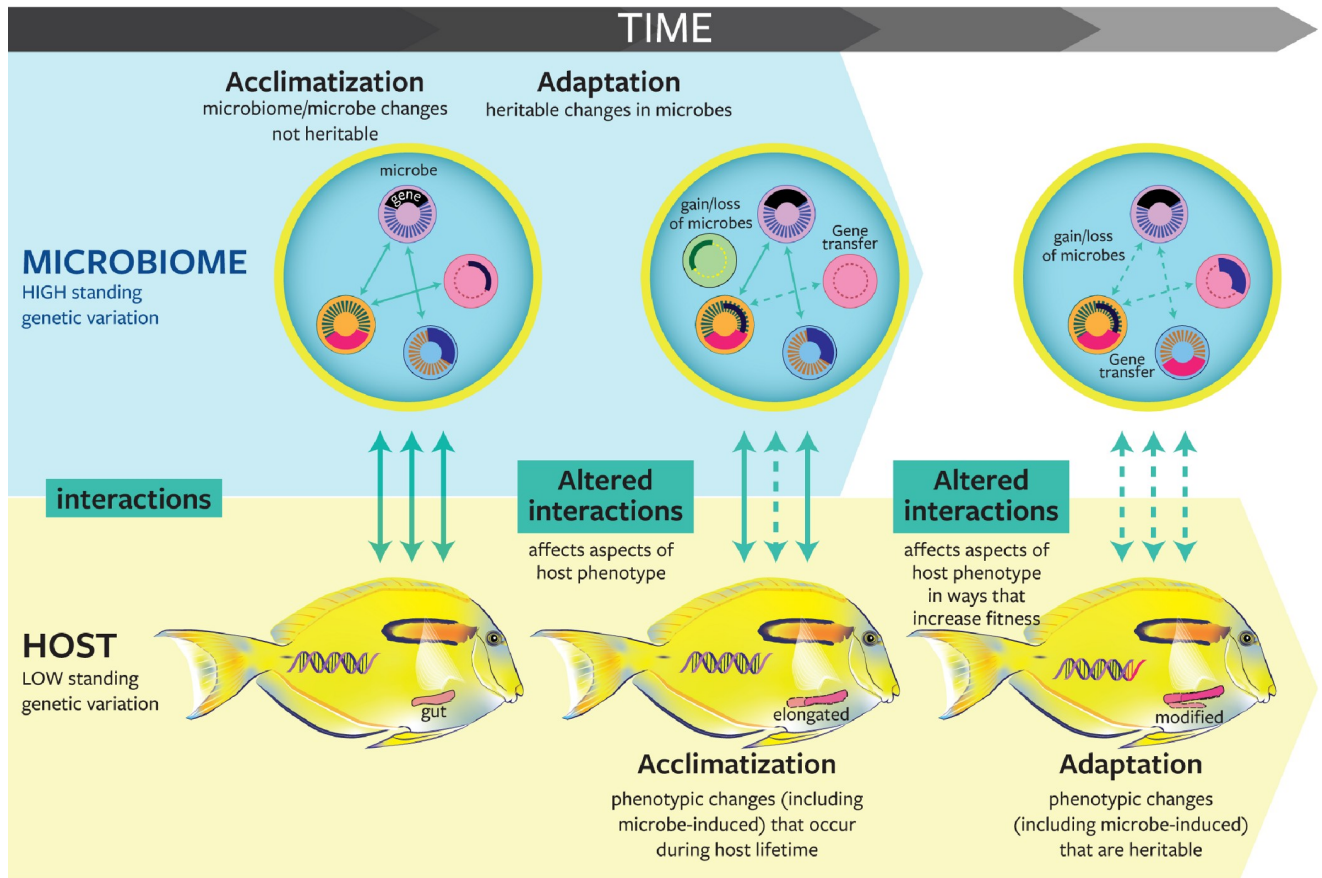 TIME
Acclimatization
microbiome/microbe changes
not heritable
Adaptation
heritable changes in microbes
MICROBIOME
HIGH standing
genetic variation
microbe
gene
gain/loss
of microbes
Gene
transfer
gain/loss
of microbes
Gene
transfer
interactions
Altered
interactions
affects aspects of
host phenotype
Altered
interactions
affects aspects of
host phenotype
in ways that
increase fitness
HOST
LOW standing
genetic variation
gut
elongated
modified
Acclimatization
phenotypic changes (including
microbe-induced) that occur
during host lifetime
Adaptation
phenotypic changes
(including microbe-induced)
that are heritable